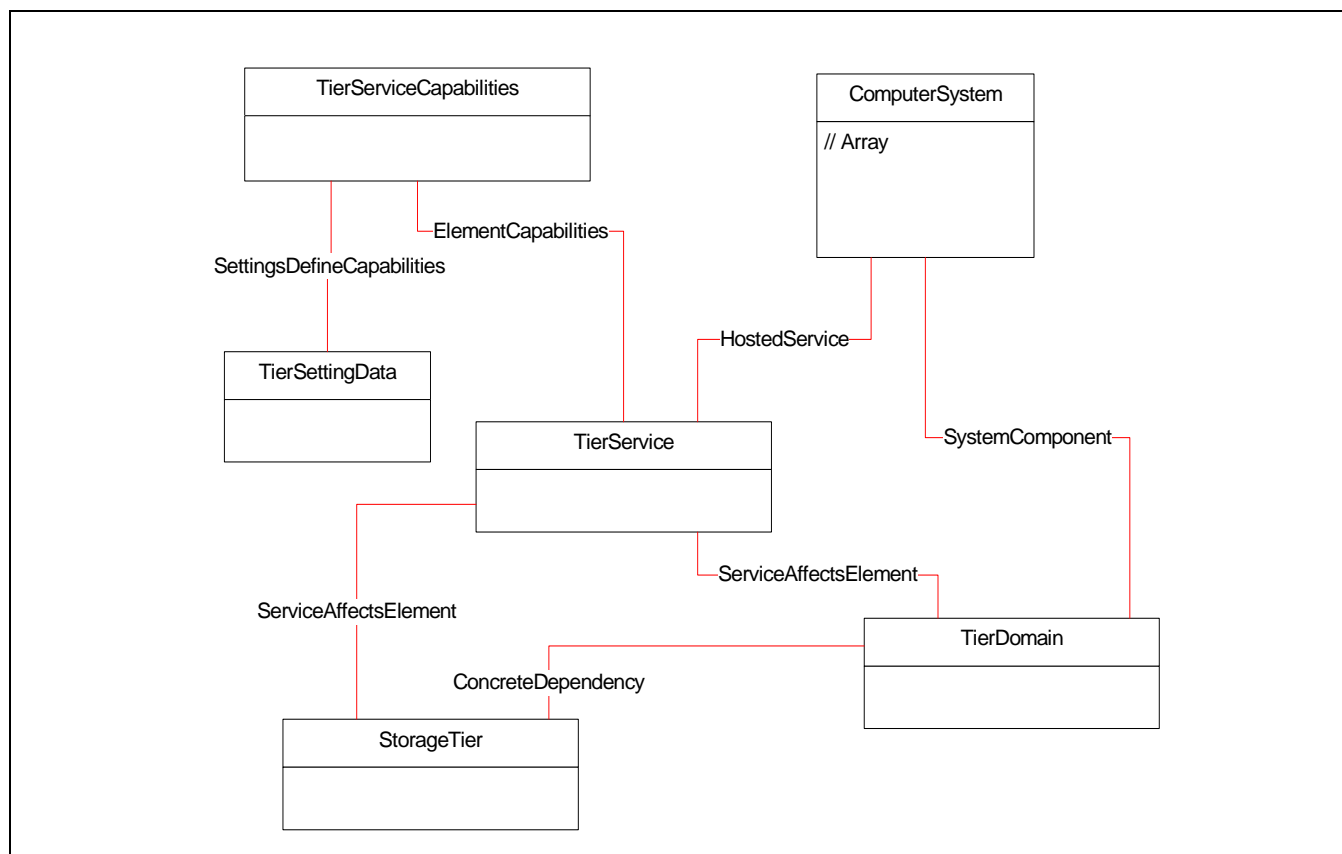 TierServiceCapabilities
ComputerSystem
// Array
ElementCapabilities
SettingsDefineCapabilities
HostedService
TierSettingData
TierService
SystemComponent
ServiceAffectsElement
ServiceAffectsElement
TierDomain
ConcreteDependency
StorageTier